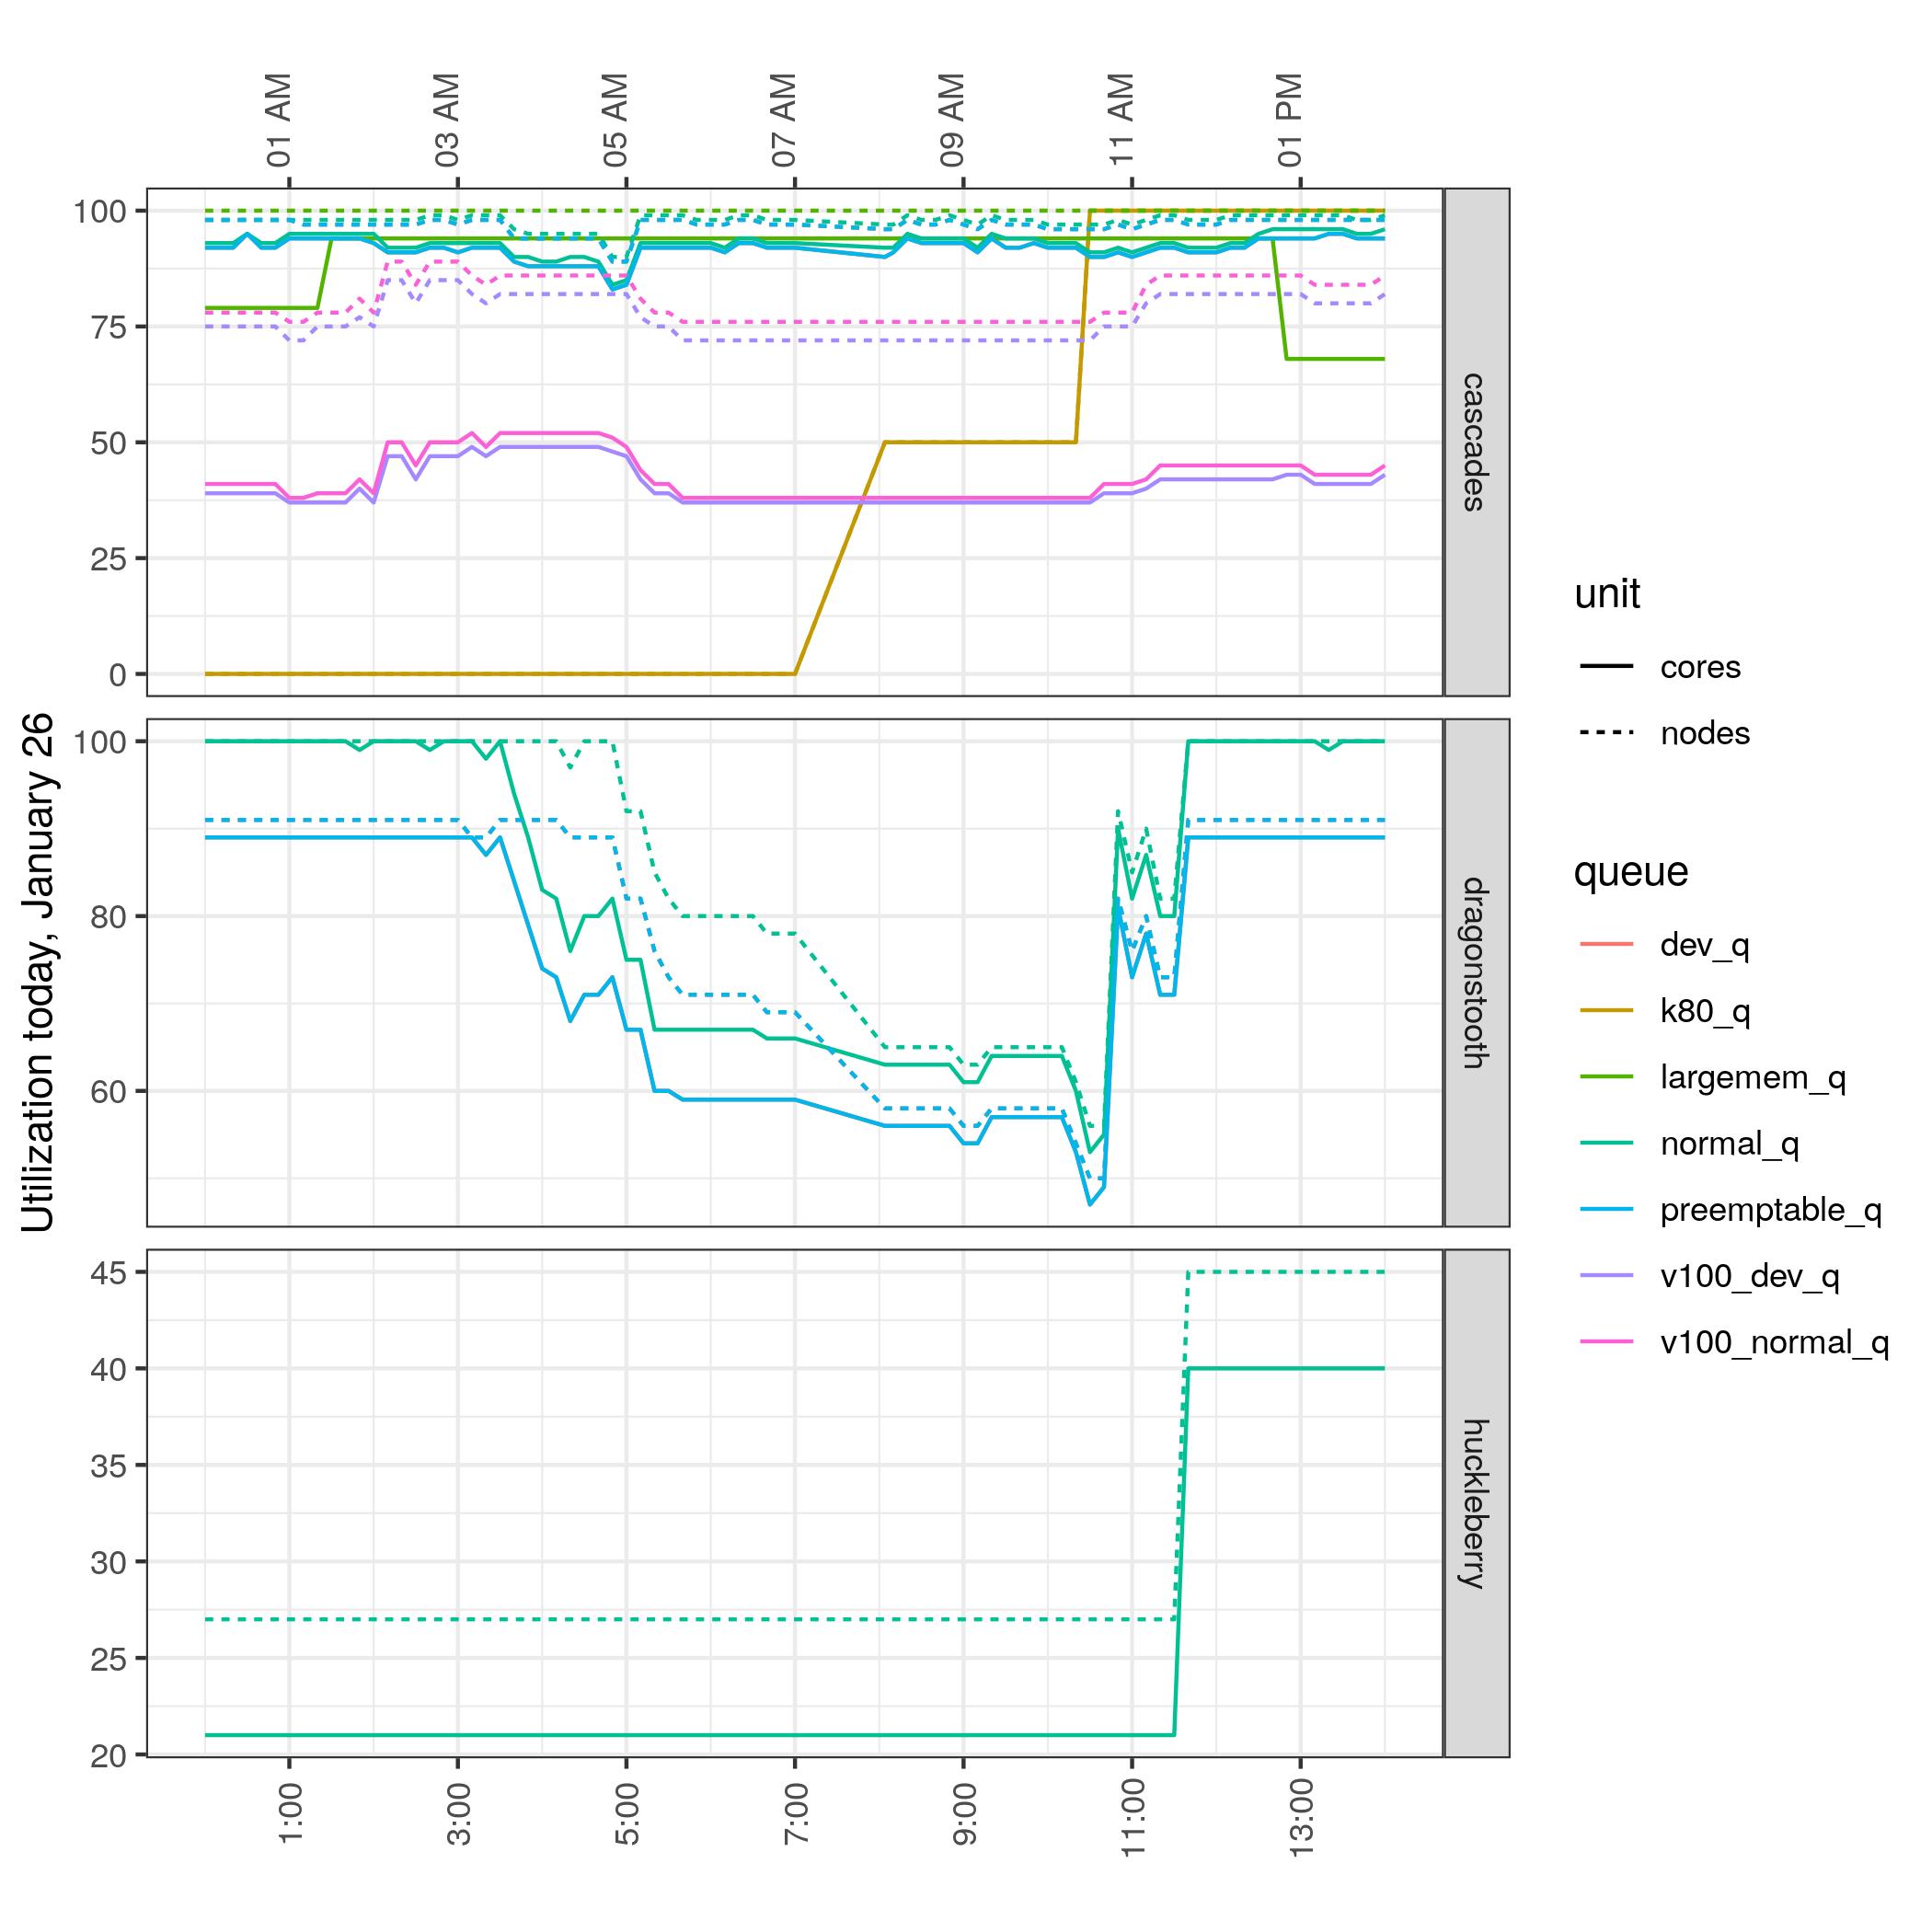 01 AM
03 AM
05 AM
07 AM
09 AM
11 AM
01 PM
Utilization today, January 26
100
75
50
25
0
cascades
100
80
60
dragonstooth
45
40
35
30
25
20
huckleberry
1:00
3:00
5:00
7:00
9:00
11:00
13:00
unit
cores
nodes
queue
dev_q
k80_q
largemem_q
normal_q
preemptable_q
v100_dev_q
v100_normal_q